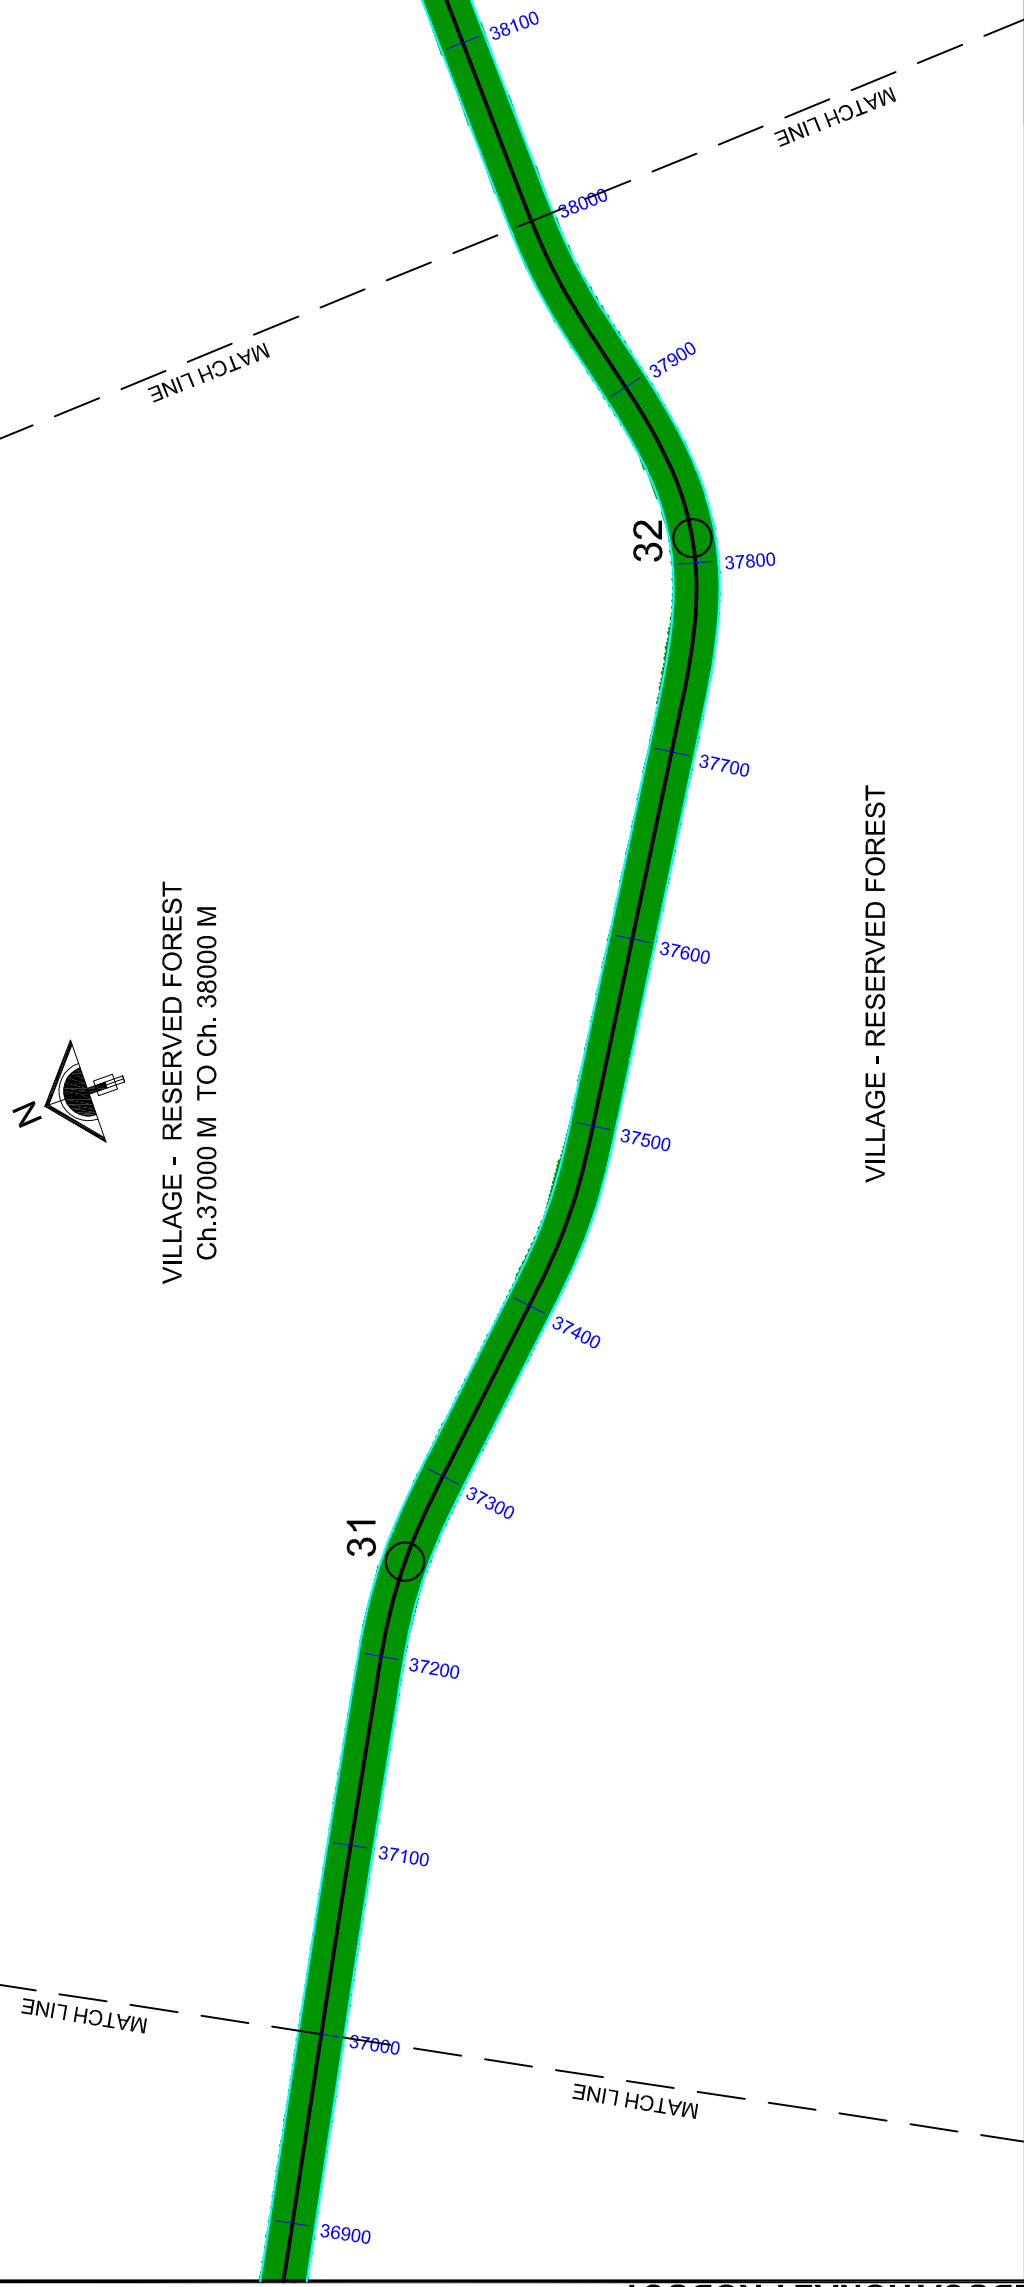 38100
MATCH LINE
38000
MATCH LINE
37900
32
37800
37700
VILLAGE - RESERVED FOREST
VILLAGE - RESERVED FOREST
Ch.37000 M TO Ch. 38000 M
37600
N
37500
37400
37300
31
37200
37100
MATCH LINE
37000
MATCH LINE
36900